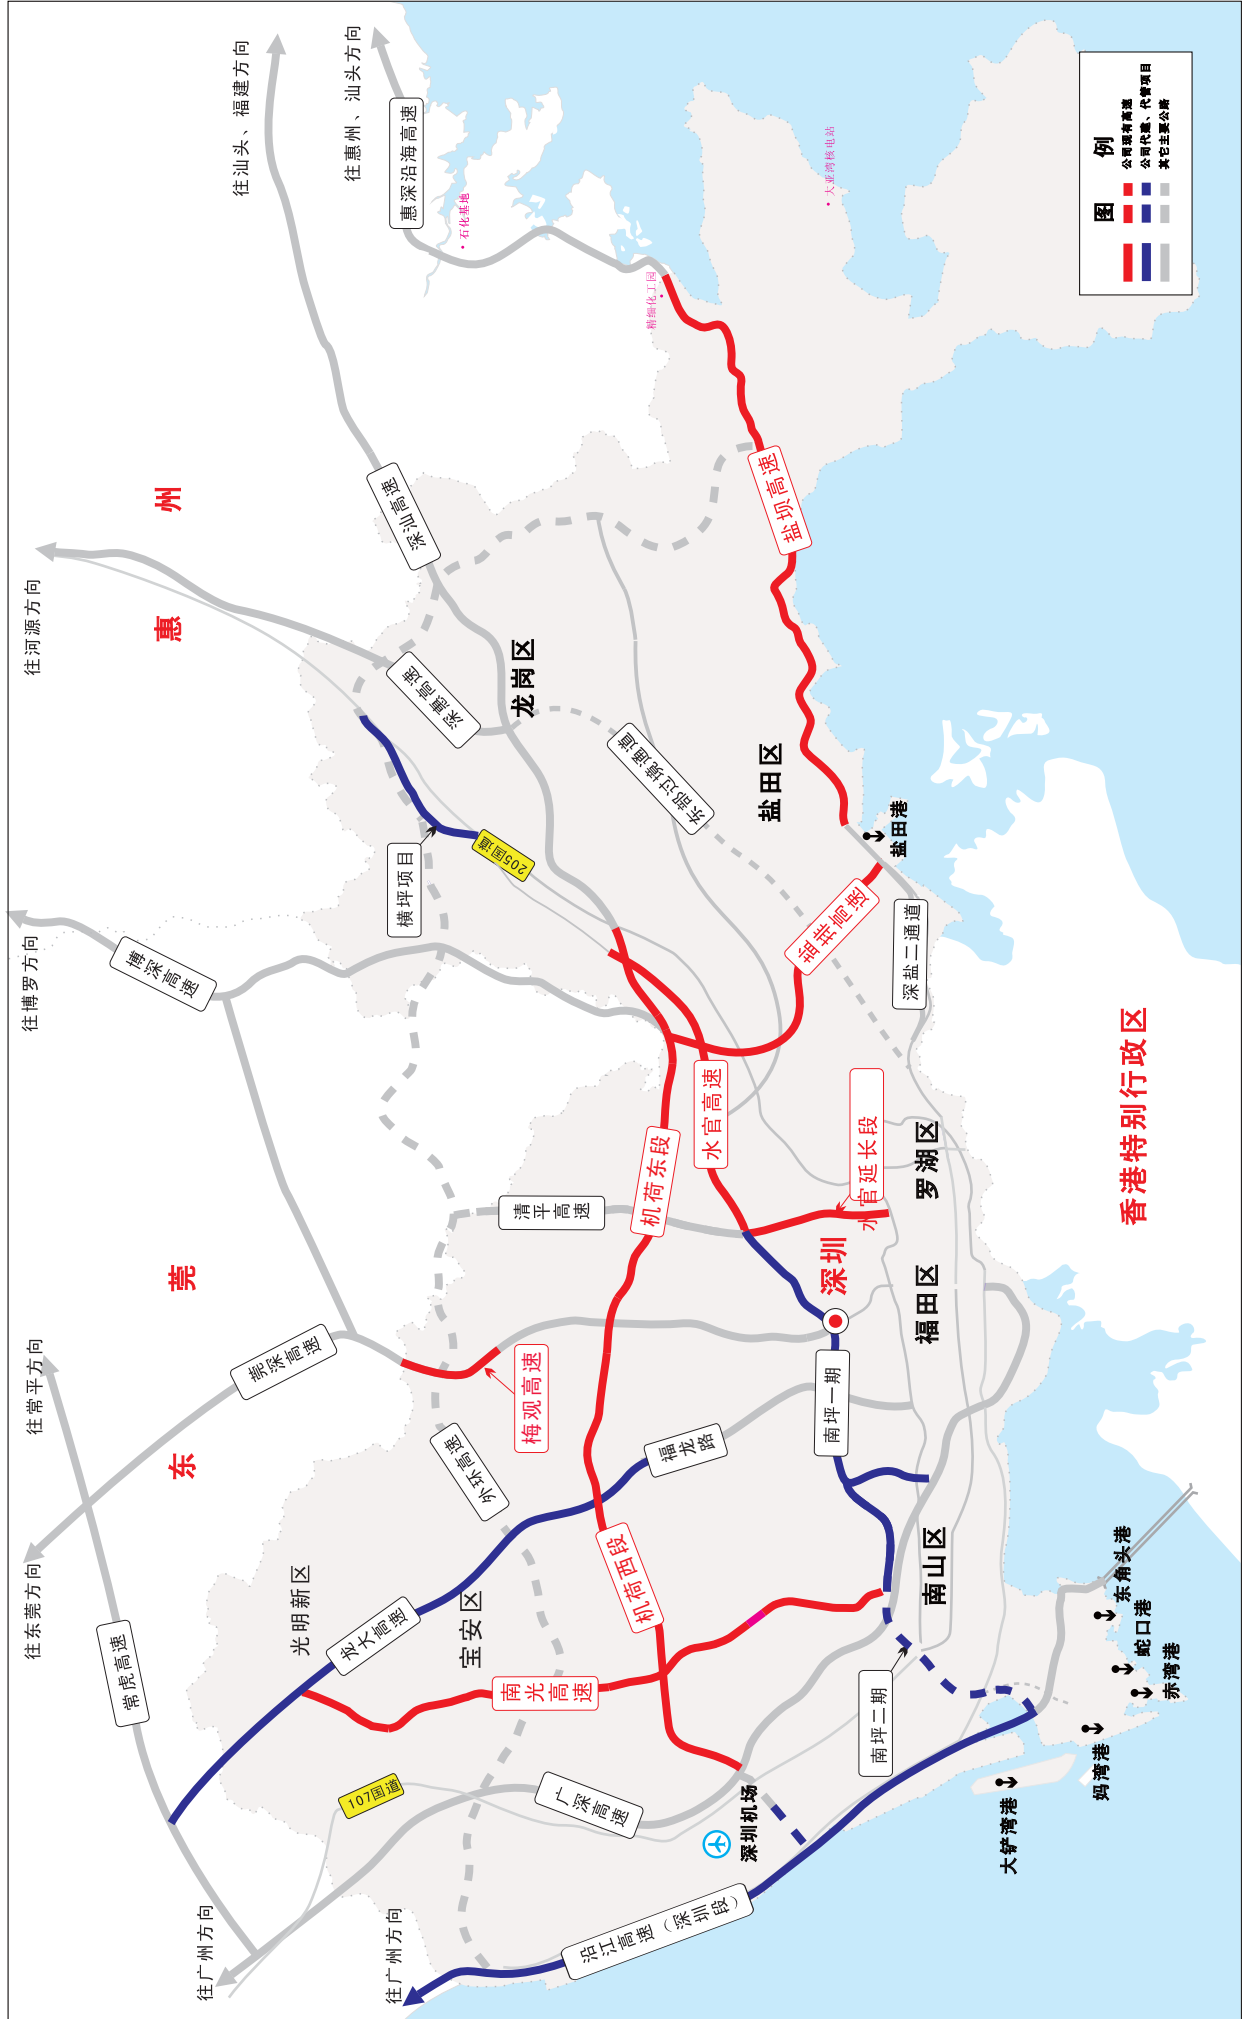 往广州方向
往东莞方向
往常平方向
往博罗方向
往河源方向
往汕头、福建方向
往惠州、汕头方向
往广州方向
东
莞
惠
州
常虎高速
莞深高速
博深高速
深汕高速
惠深沿海高速
光明新区
龙大高速
宝安区
外环高速
梅观高速
清平高速
横坪项目
205国道
深惠高速
龙岗区
东部过境通道
盐田区
盐坝高速
石化基地
精细化工园
大亚湾核电站
107国道
广深高速
南光高速
机荷西段
福龙路
机荷东段
水官高速
盐排高速
盐田港
深盐二通道
水官延长段
深圳
南坪一期
福田区
罗湖区
南山区
南坪二期
深圳机场
沿江高速（深圳段）
大铲湾港
妈湾港
赤湾港
蛇口港
东角头港
香港特别行政区
图 例
公司现有高速
公司代建、代管项目
其它主要公路